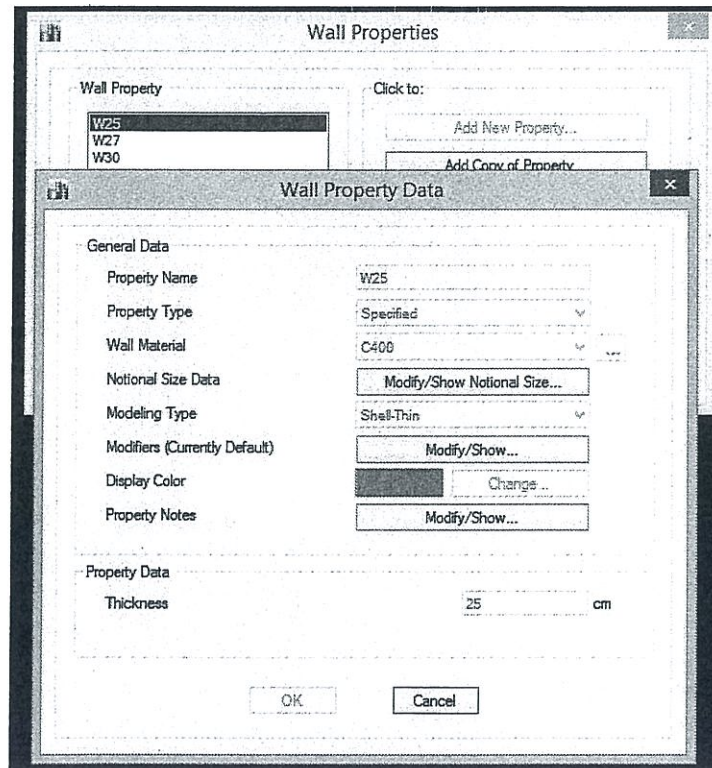 Wall Properties
Wall Property
Click to:
W25
W27
W30
Add New Property...
Add Copy of Property
Wall Property Data
General Data
Property Name W25
Property Type Specified
Wall Material C400 ...
Notional Size Data Modify/Show Notional Size...
Modeling Type Shell-Thin
Modifiers (Currently Default) Modify/Show...
Display Color Change...
Property Notes Modify/Show...
Property Data
Thickness 25 cm
OK Cancel